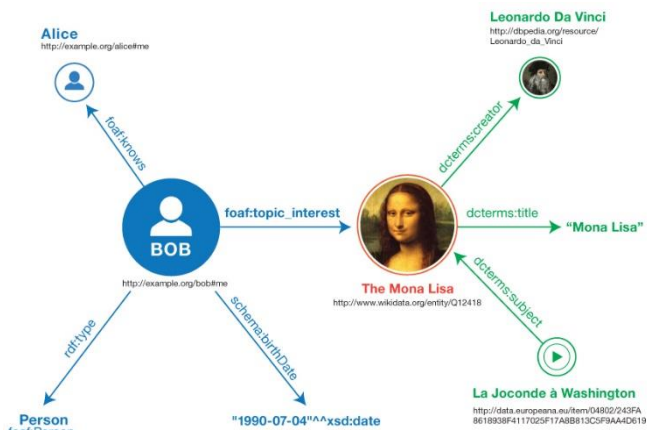 Leonardo Da Vinci
http://dbpedia.org/resource/
Leonardo_da_Vinci
Alice
http://example.org/alice#me
foaf:knows
dcterms:creator
BOB
foaf:topic_interest
dcterms:title
“Mona Lisa”
http://example.org/bob#me
The Mona Lisa
http://www.wikidata.org/entity/Q12418
dcterms:subject
rdf:type
schema:birthDate
La Joconde à Washington
http://data.europeana.eu/item/04802/243FA
8618938F4117025F17A8B813C5F9AA4D619
Person
foaf:Person
"1990-07-04"^^xsd:date